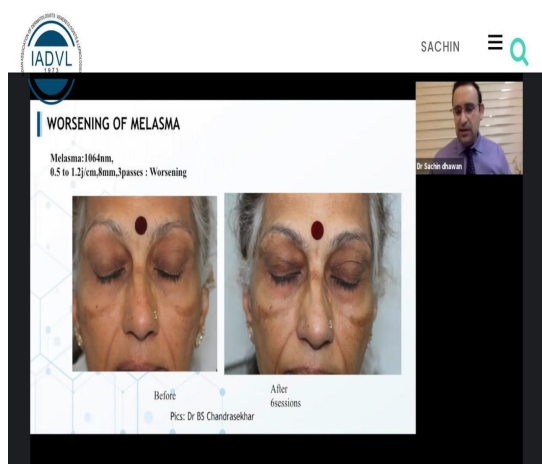 IADVL
1973
SACHIN
WORSENING OF MELASMA
Melasma:1064nm,
0.5 to 1.2j/cm,8mm,3passes : Worsening
Dr Sachin dhawan
Before
After
6sessions
Pics: Dr BS Chandrasekhar